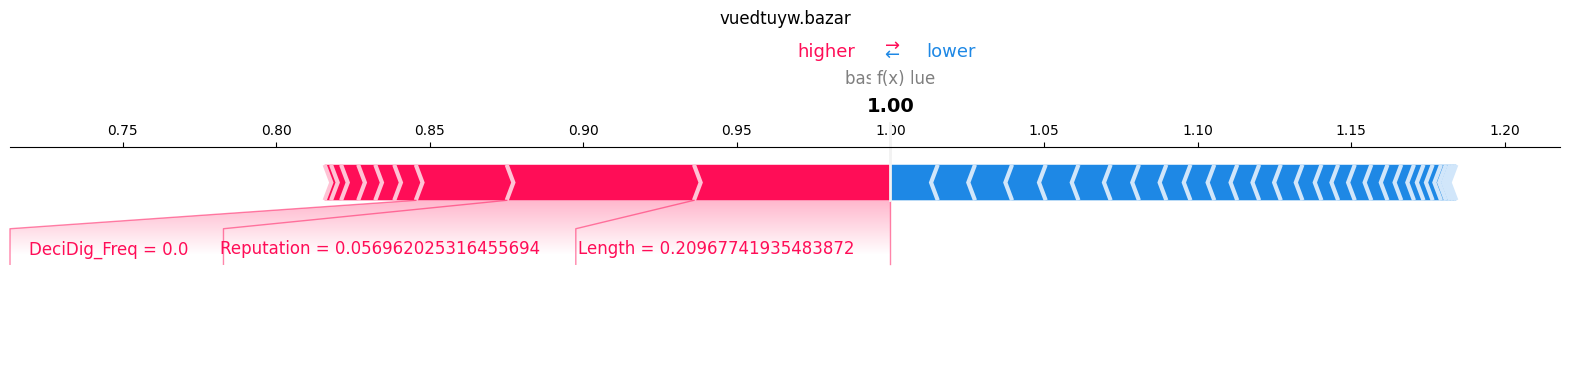 vuedtuyw.bazar
higher ⇄ lower
bas f(x) lue
1.00
0.75 0.80 0.85 0.90 0.95 1.00 1.05 1.10 1.15 1.20
DeciDig_Freq = 0.0 Reputation = 0.056962025316455694 Length = 0.20967741935483872